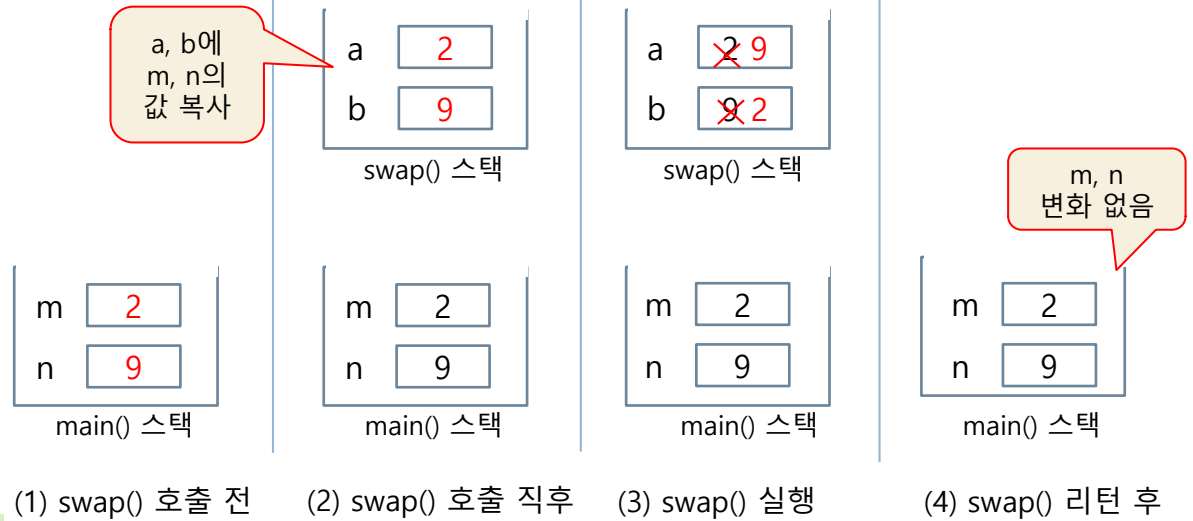 a, b에
m, n의
값 복사
a 2
b 9
swap() 스택
a 2 9
b 9 2
swap() 스택
m, n
변화 없음
m 2
n 9
main() 스택
m 2
n 9
main() 스택
m 2
n 9
main() 스택
m 2
n 9
main() 스택
(1) swap() 호출 전
(2) swap() 호출 직후
(3) swap() 실행
(4) swap() 리턴 후